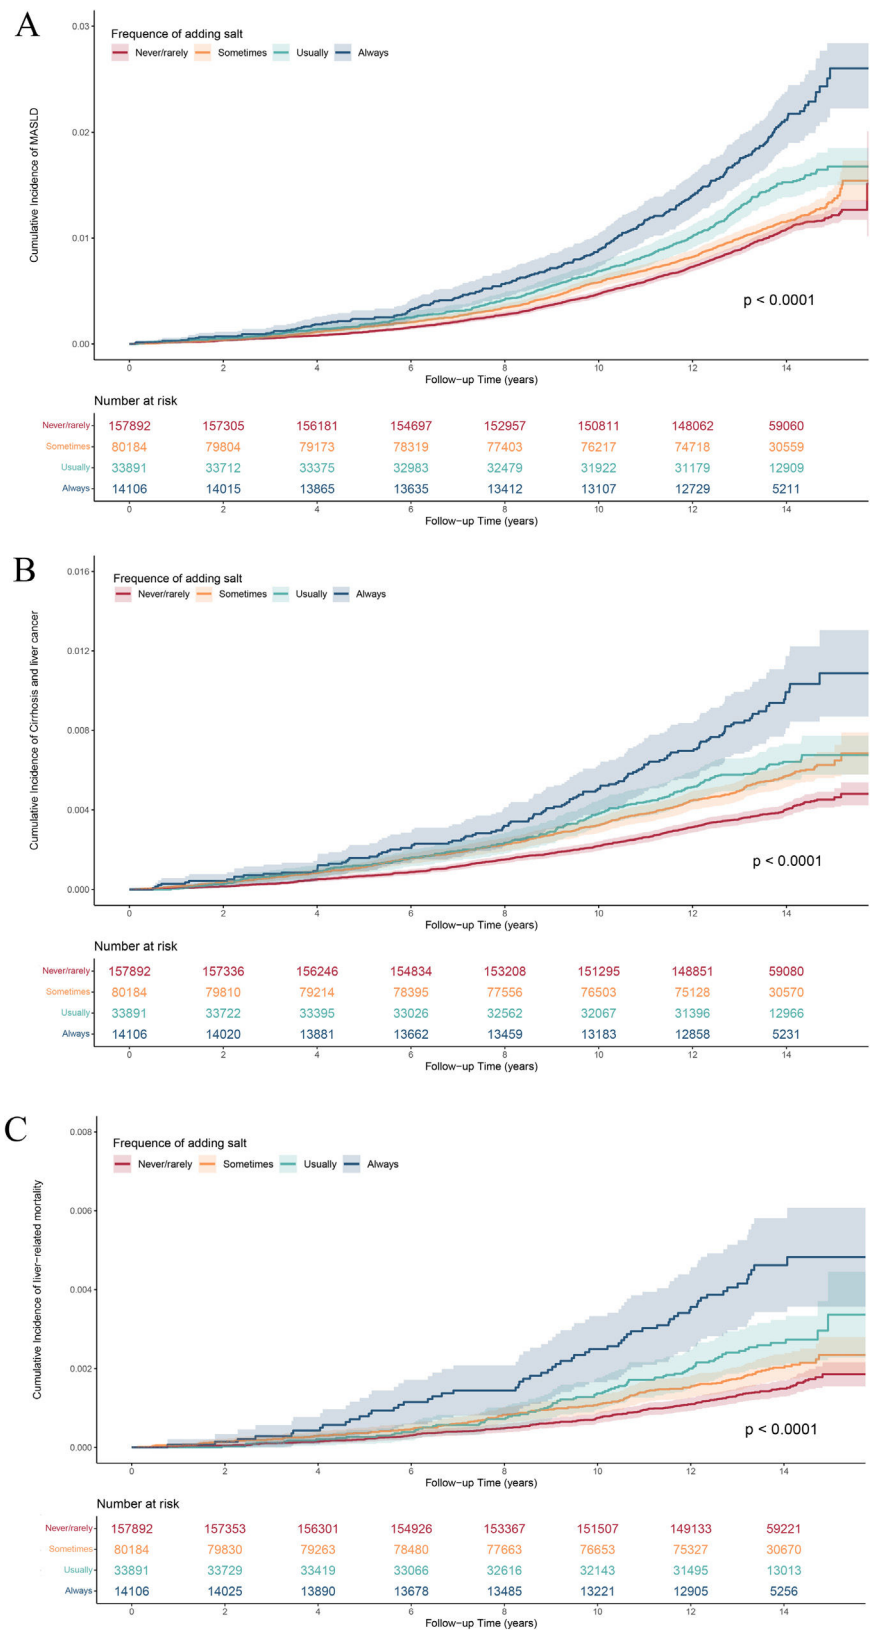 A
Cumulative Incidence of MASLD
Frequence of adding salt
Never/rarely Sometimes Usually Always
0.03
0.02
0.01
0.00
p < 0.0001
0 2 4 6 8 10 12 14
Follow-up Time (years)
Number at risk
Never/rarely 157892 157305 156181 154697 152957 150811 148062 59060
Sometimes 80184 79804 79173 78319 77403 76217 74718 30559
Usually 33891 33712 33375 32983 32479 31922 31179 12909
Always 14106 14015 13865 13635 13412 13107 12729 5211
0 2 4 6 8 10 12 14
Follow-up Time (years)
B
Cumulative Incidence of Cirrhosis and liver cancer
Frequence of adding salt
Never/rarely Sometimes Usually Always
0.016
0.012
0.008
0.004
0.000
p < 0.0001
0 2 4 6 8 10 12 14
Follow-up Time (years)
Number at risk
Never/rarely 157892 157336 156246 154834 153208 151295 148851 59080
Sometimes 80184 79810 79214 78395 77556 76503 75128 30570
Usually 33891 33722 33395 33026 32562 32067 31396 12966
Always 14106 14020 13881 13662 13459 13183 12858 5231
0 2 4 6 8 10 12 14
Follow-up Time (years)
C
Cumulative Incidence of liver-related mortality
Frequence of adding salt
Never/rarely Sometimes Usually Always
0.008
0.006
0.004
0.002
0.000
p < 0.0001
0 2 4 6 8 10 12 14
Follow-up Time (years)
Number at risk
Never/rarely 157892 157353 156301 154926 153367 151507 149133 59221
Sometimes 80184 79830 79263 78480 77663 76653 75327 30670
Usually 33891 33729 33419 33066 32616 32143 31495 13013
Always 14106 14025 13890 13678 13485 13221 12905 5256
0 2 4 6 8 10 12 14
Follow-up Time (years)